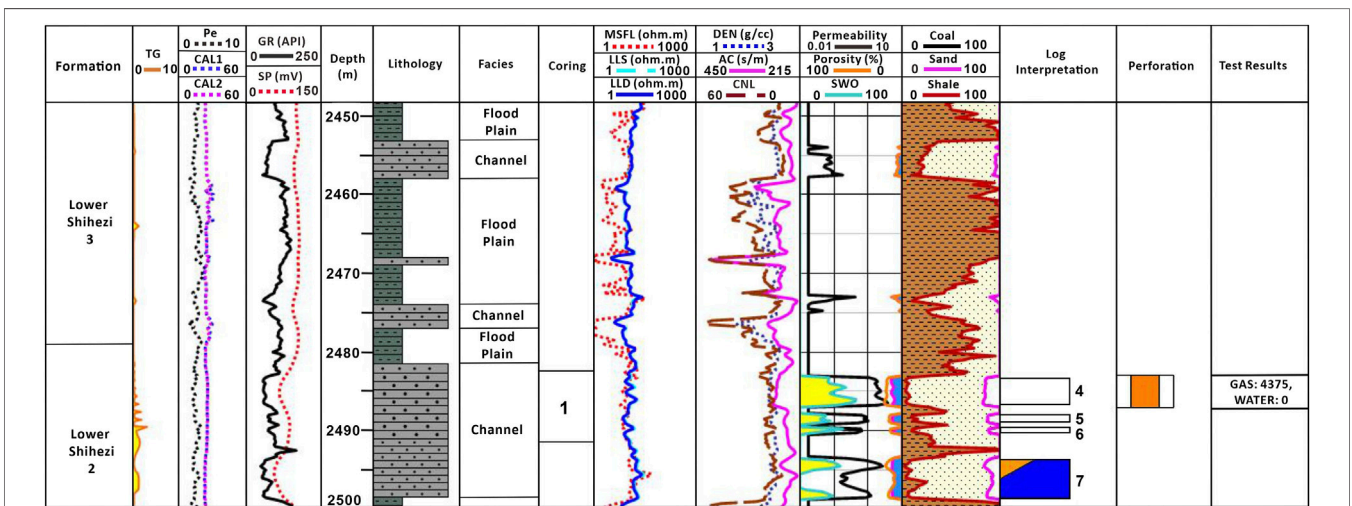 Formation
TG
0 10
Pe
0 10
CAL1
0 60
CAL2
0 60
GR (API)
0 250
SP (mV)
0 150
Depth
(m)
Lithology
Facies
Coring
MSFL (ohm.m)
1 1000
LLS (ohm.m)
1 1000
LLD (ohm.m)
1 1000
DEN (g/cc)
1 3
AC (s/m)
450 215
CNL
60 0
Permeability
0.01 10
Porosity (%)
100 0
SWO
0 100
Coal
0 100
Sand
0 100
Shale
0 100
Log
Interpretation
Perforation
Test Results
Lower
Shihezi
3
Lower
Shihezi
2
2450
2460
2470
2480
2490
2500
Flood
Plain
Channel
Flood
Plain
Channel
Flood
Plain
Channel
1
4
5
6
7
GAS: 4375,
WATER: 0